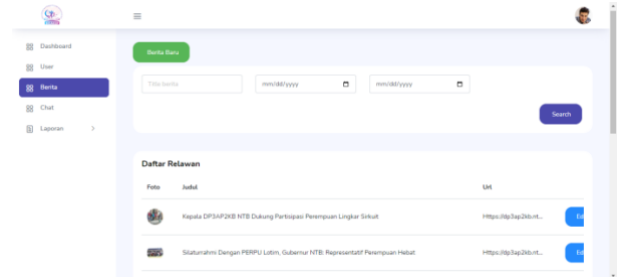 Dashboard
User
Berita
Chat
Laporan
Berita Baru
Title berita
mm/dd/yyyy
mm/dd/yyyy
Search
Daftar Relawan
Foto Judul Url
Kepala DP3AP2KB NTB Dukung Partisipasi Perempuan Lingkar Sirkuit Https://dp3ap2kb.nt... Ed
Silaturrahmi Dengan PERPU Lotim, Gubernur NTB: Representatif Perempuan Hebat Https://dp3ap2kb.nt... Ed